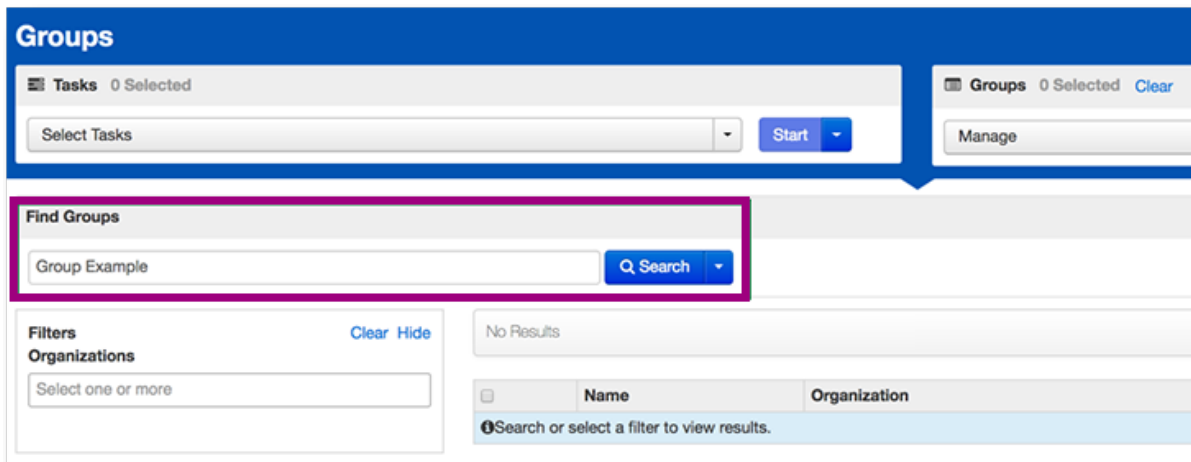 Groups
Tasks 0 Selected
Groups 0 Selected Clear
Select Tasks
Start
Manage
Find Groups
Group Example
Search
Filters
Clear Hide
Organizations
Select one or more
No Results
Name
Organization
Search or select a filter to view results.